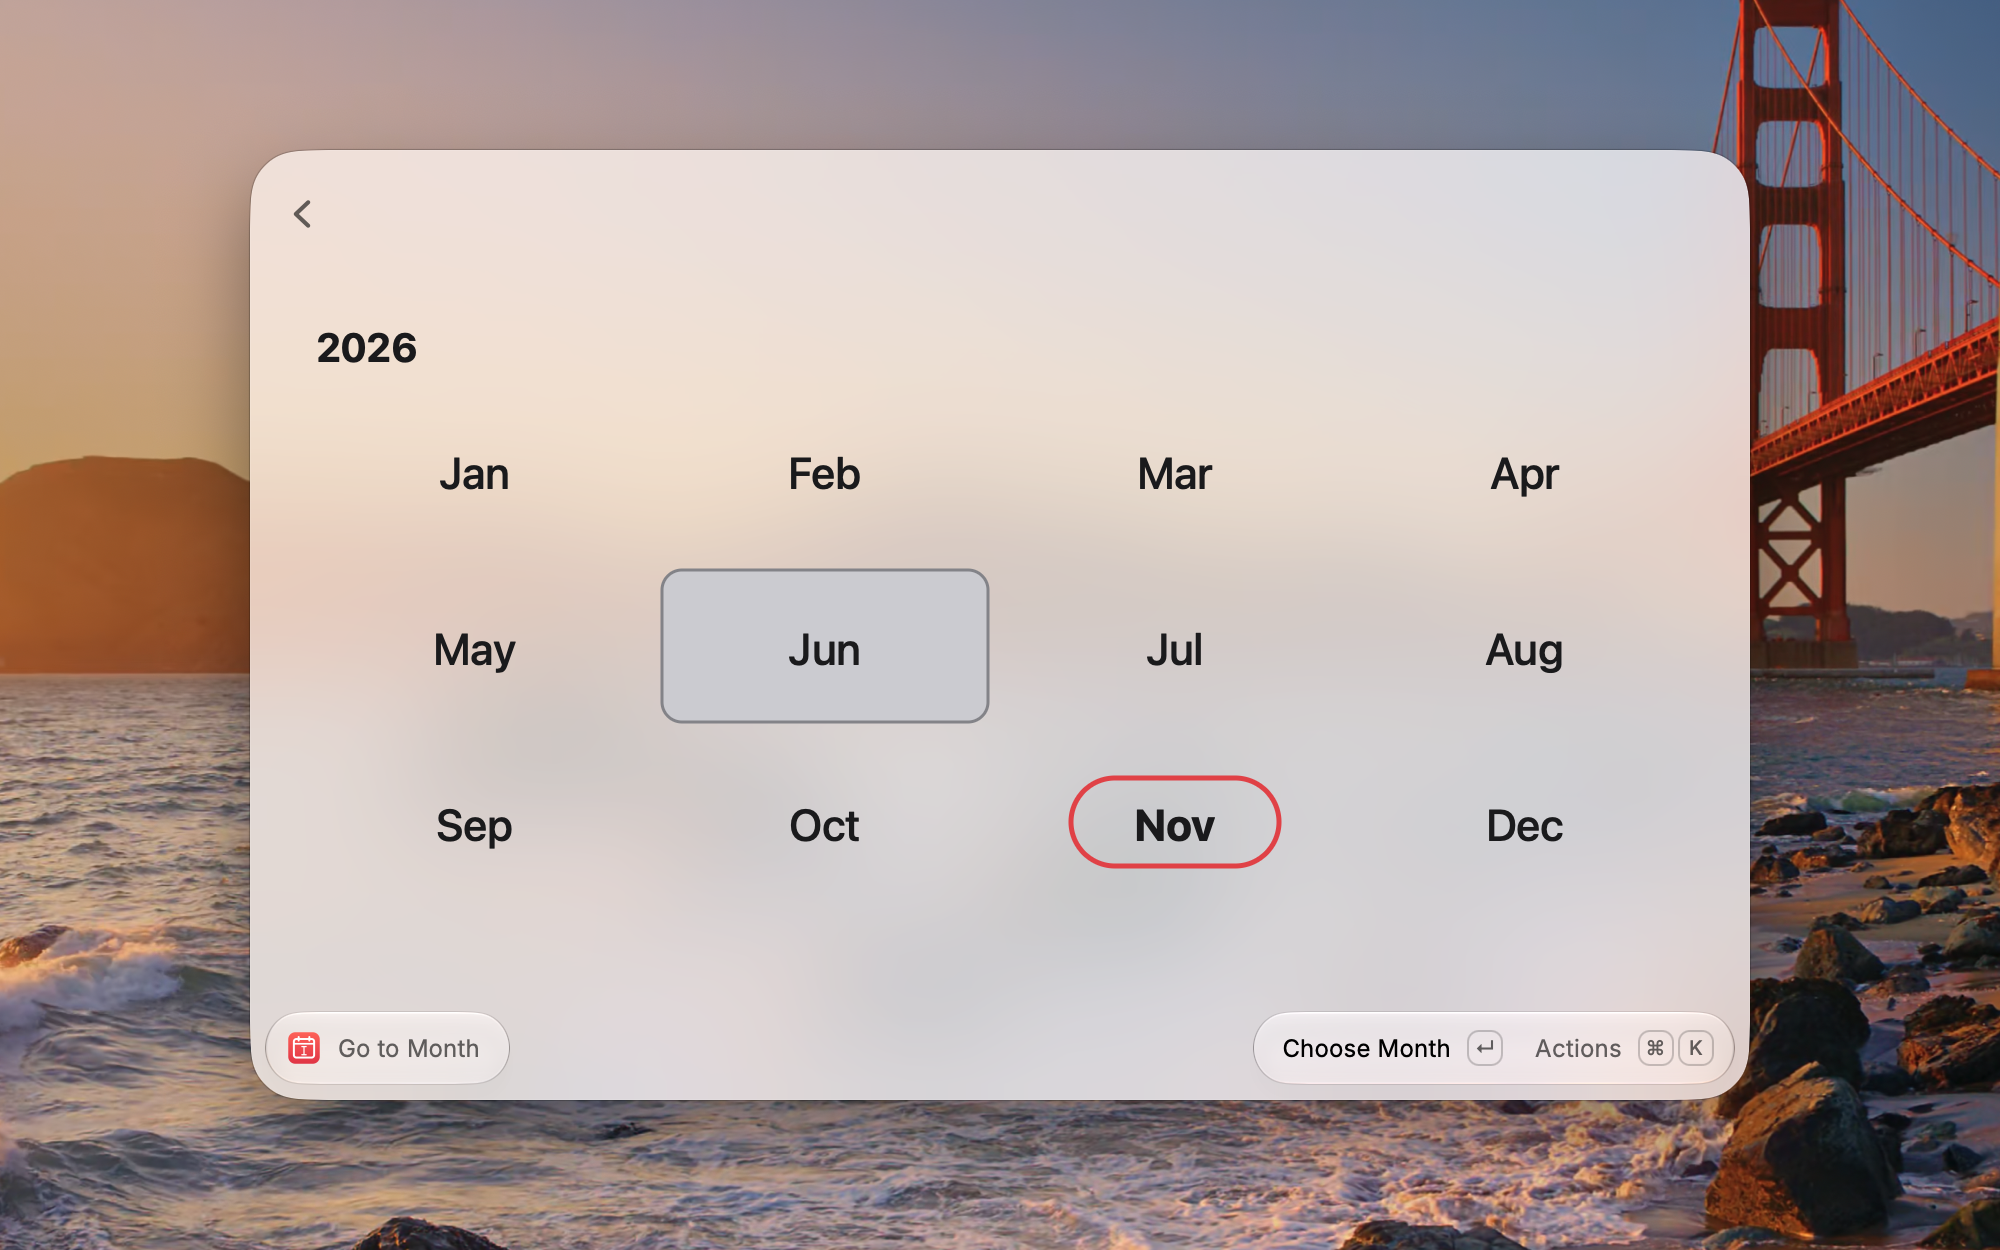 2026
Jan Feb Mar Apr
May Jun Jul Aug
Sep Oct Nov Dec
Go to Month Choose Month ↵ Actions ⌘ K